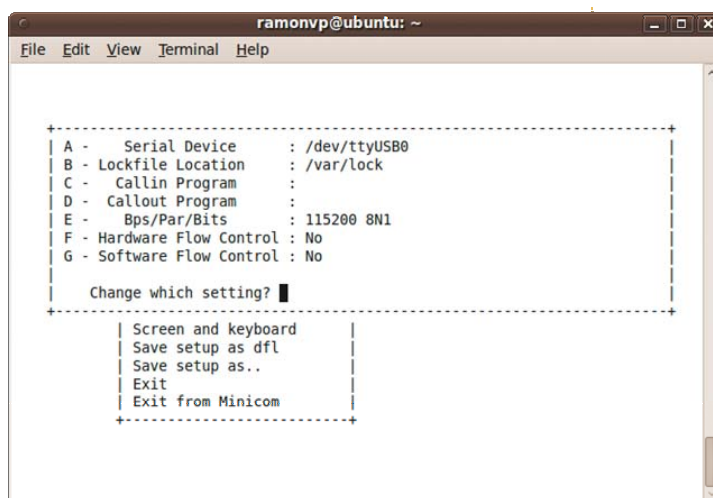 ramonvp@ubuntu: ~
File Edit View Terminal Help
A - Serial Device : /dev/ttyUSB0
B - Lockfile Location : /var/lock
C - Callin Program :
D - Callout Program :
E - Bps/Par/Bits : 115200 8N1
F - Hardware Flow Control : No
G - Software Flow Control : No
Change which setting?
Screen and keyboard
Save setup as dfl
Save setup as..
Exit
Exit from Minicom